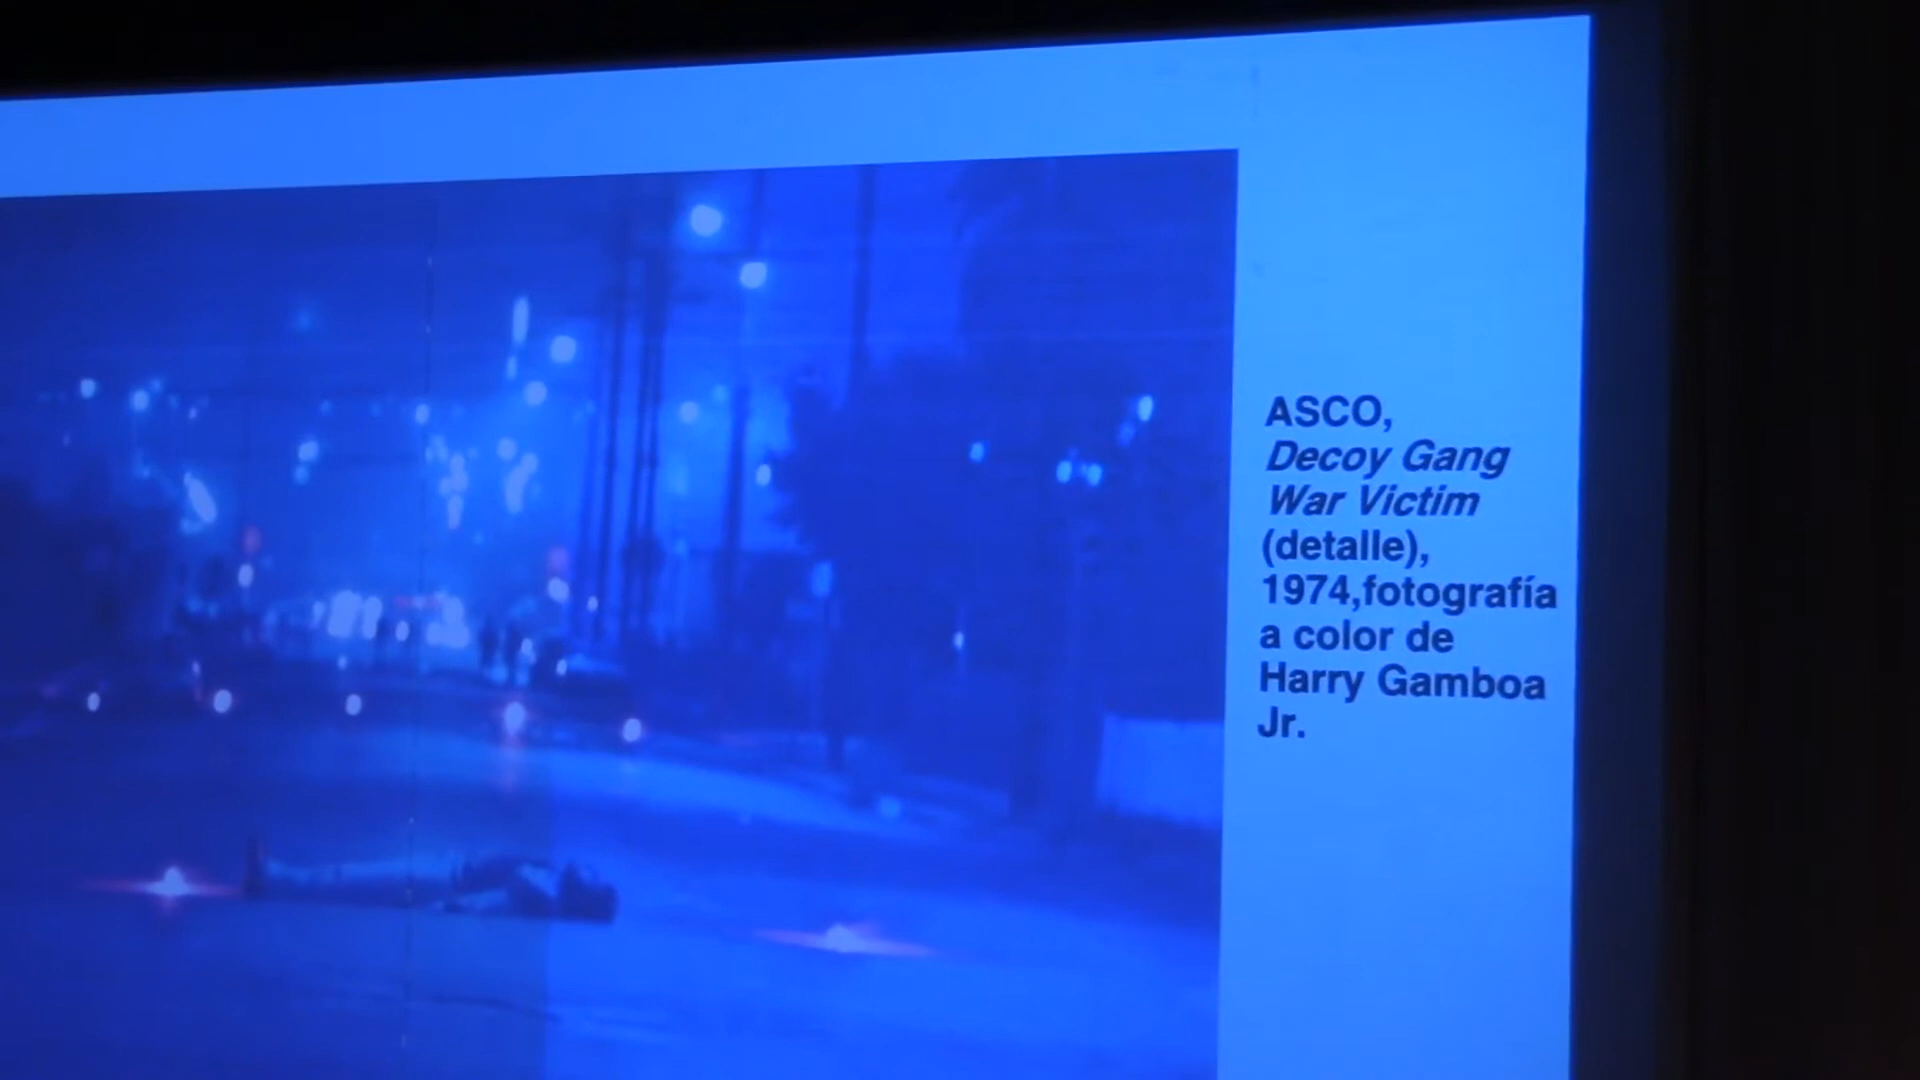 ASCO,
Decoy Gang
War Victim
(detalle),
1974,fotografía
a color de
Harry Gamboa
Jr.